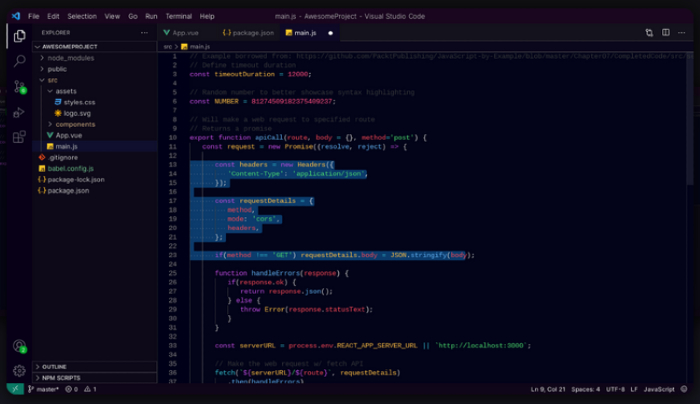 File Edit Selection View Go Run Terminal Help
main.js - AwesomeProject - Visual Studio Code
EXPLORER
AWESOMEPROJECT
node_modules
public
src
assets
styles.css
logo.svg
components
App.vue
main.js
.gitignore
babel.config.js
package-lock.json
package.json
OUTLINE
NPM SCRIPTS
App.vue
package.json
main.js
src > main.js
1 // Example borrowed from: https://github.com/PacktPublishing/JavaScript-by-Example/blob/master/Chapter07/CompletedCode/src/
2 // Define timeout duration
3 const timeoutDuration = 12000;
4
5 // Random number to better showcase syntax highlighting
6 const NUMBER = 81274509182375409237;
7
8 // Will make a web request to specified route
9 // Returns a promise
10 export function apiCall(route, body = {}, method='post') {
11 const request = new Promise((resolve, reject) => {
12
13 const headers = new Headers({
14 'Content-Type': 'application/json',
15 });
16
17 const requestDetails = {
18 method,
19 mode: 'cors',
20 headers,
21 };
22
23 if(method !== 'GET') requestDetails.body = JSON.stringify(body);
24
25 function handleErrors(response) {
26 if(response.ok) {
27 return response.json();
28 } else {
29 throw Error(response.statusText);
30 }
31 }
32
33 const serverURL = process.env.REACT_APP_SERVER_URL || `http://localhost:3000`;
34
35 // Make the web request w/ fetch API
36 fetch(`${serverURL}/${route}`, requestDetails)
37 .then(handleErrors)
master* 0 1
Ln 9, Col 21 Spaces: 4 UTF-8 LF JavaScript